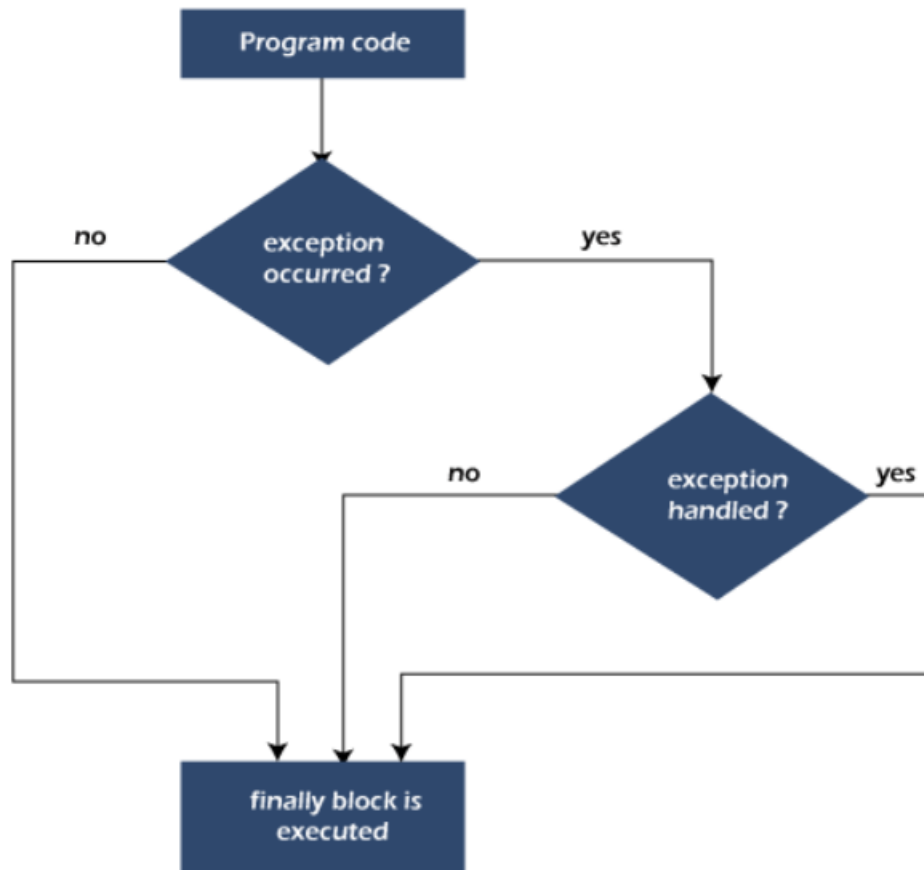 Program code
no
exception
occurred ?
yes
no
exception
handled ?
yes
finally block is
executed